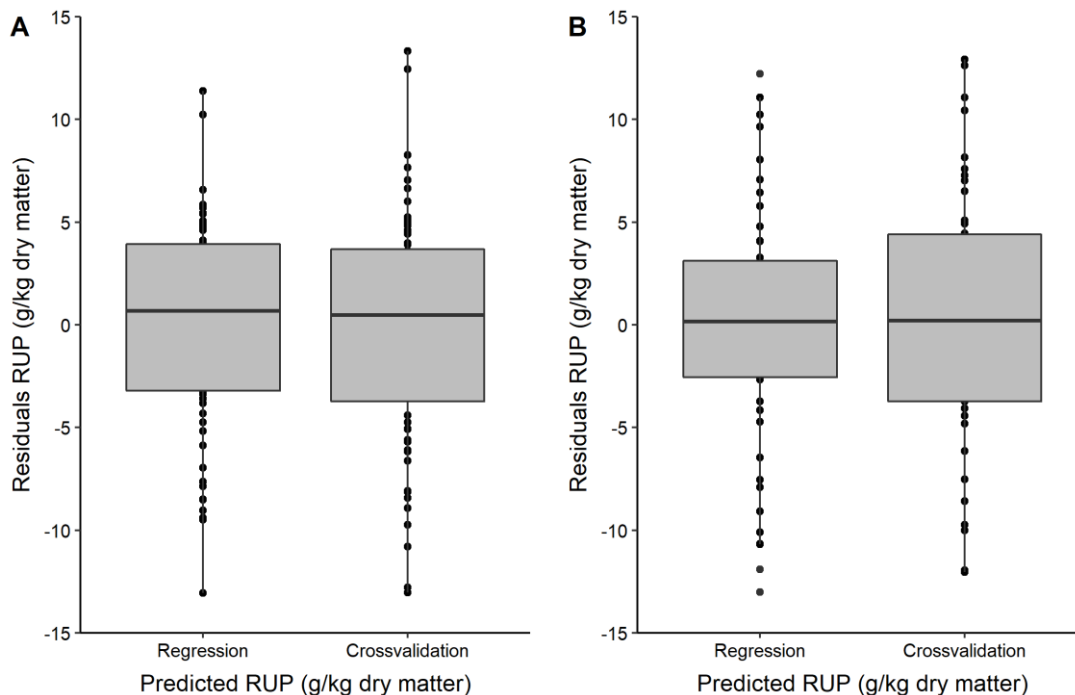 A
Residuals RUP (g/kg dry matter)
15
10
5
0
-5
-10
-15
Regression
Crossvalidation
Predicted RUP (g/kg dry matter)
B
Residuals RUP (g/kg dry matter)
15
10
5
0
-5
-10
-15
Regression
Crossvalidation
Predicted RUP (g/kg dry matter)